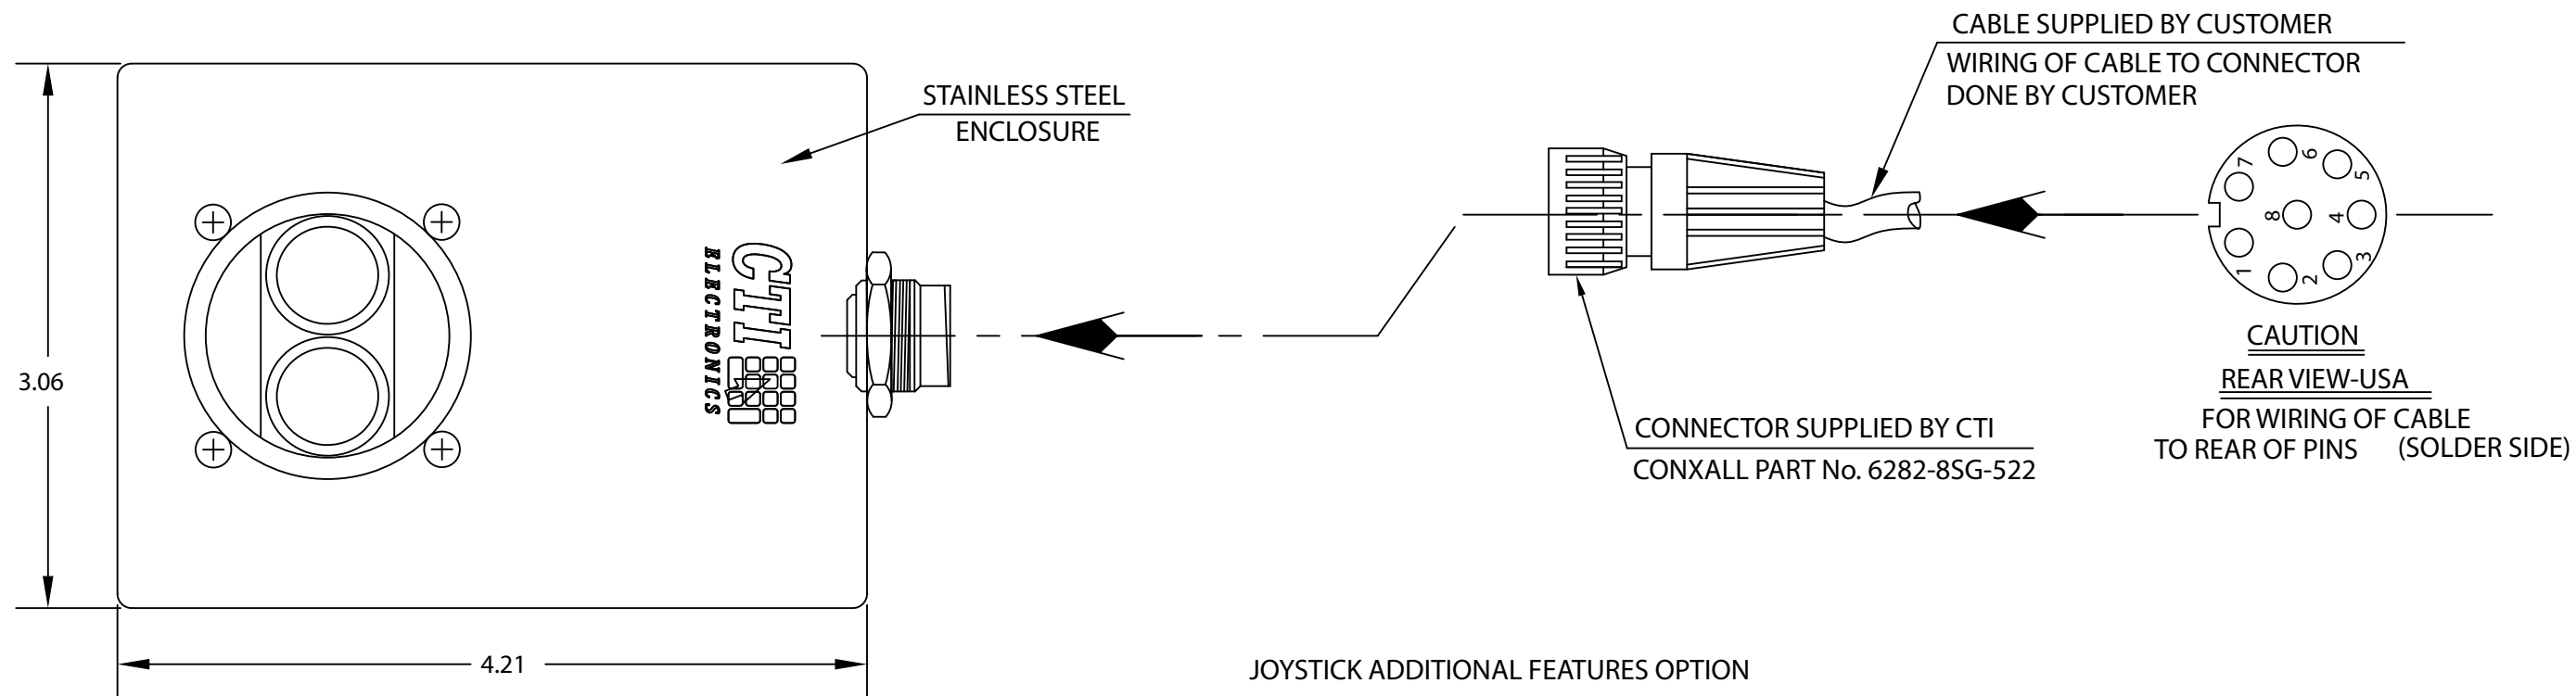 CABLE SUPPLIED BY CUSTOMER
WIRING OF CABLE TO CONNECTOR
DONE BY CUSTOMER
STAINLESS STEEL
ENCLOSURE
3.06
CTI
ELECTRONICS
7
6
5
8
4
1
2
3
CAUTION
REAR VIEW-USA
FOR WIRING OF CABLE
TO REAR OF PINS (SOLDER SIDE)
CONNECTOR SUPPLIED BY CTI
CONXALL PART No. 6282-8SG-522
4.21
JOYSTICK ADDITIONAL FEATURES OPTION